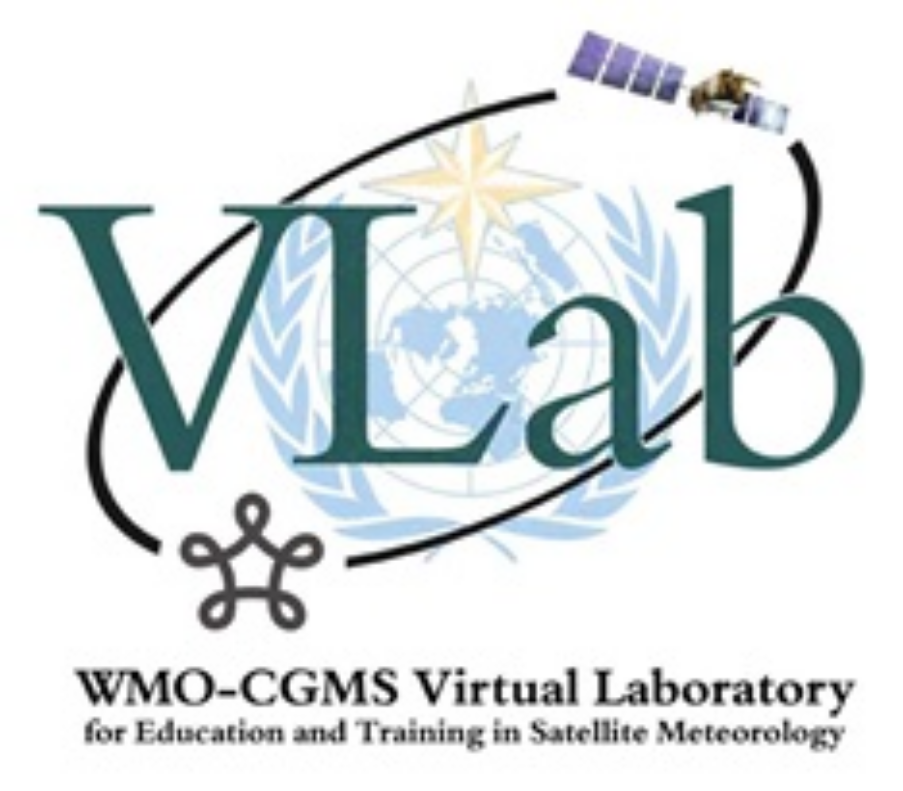 VLab
WMO-CGMS Virtual Laboratory
for Education and Training in Satellite Meteorology